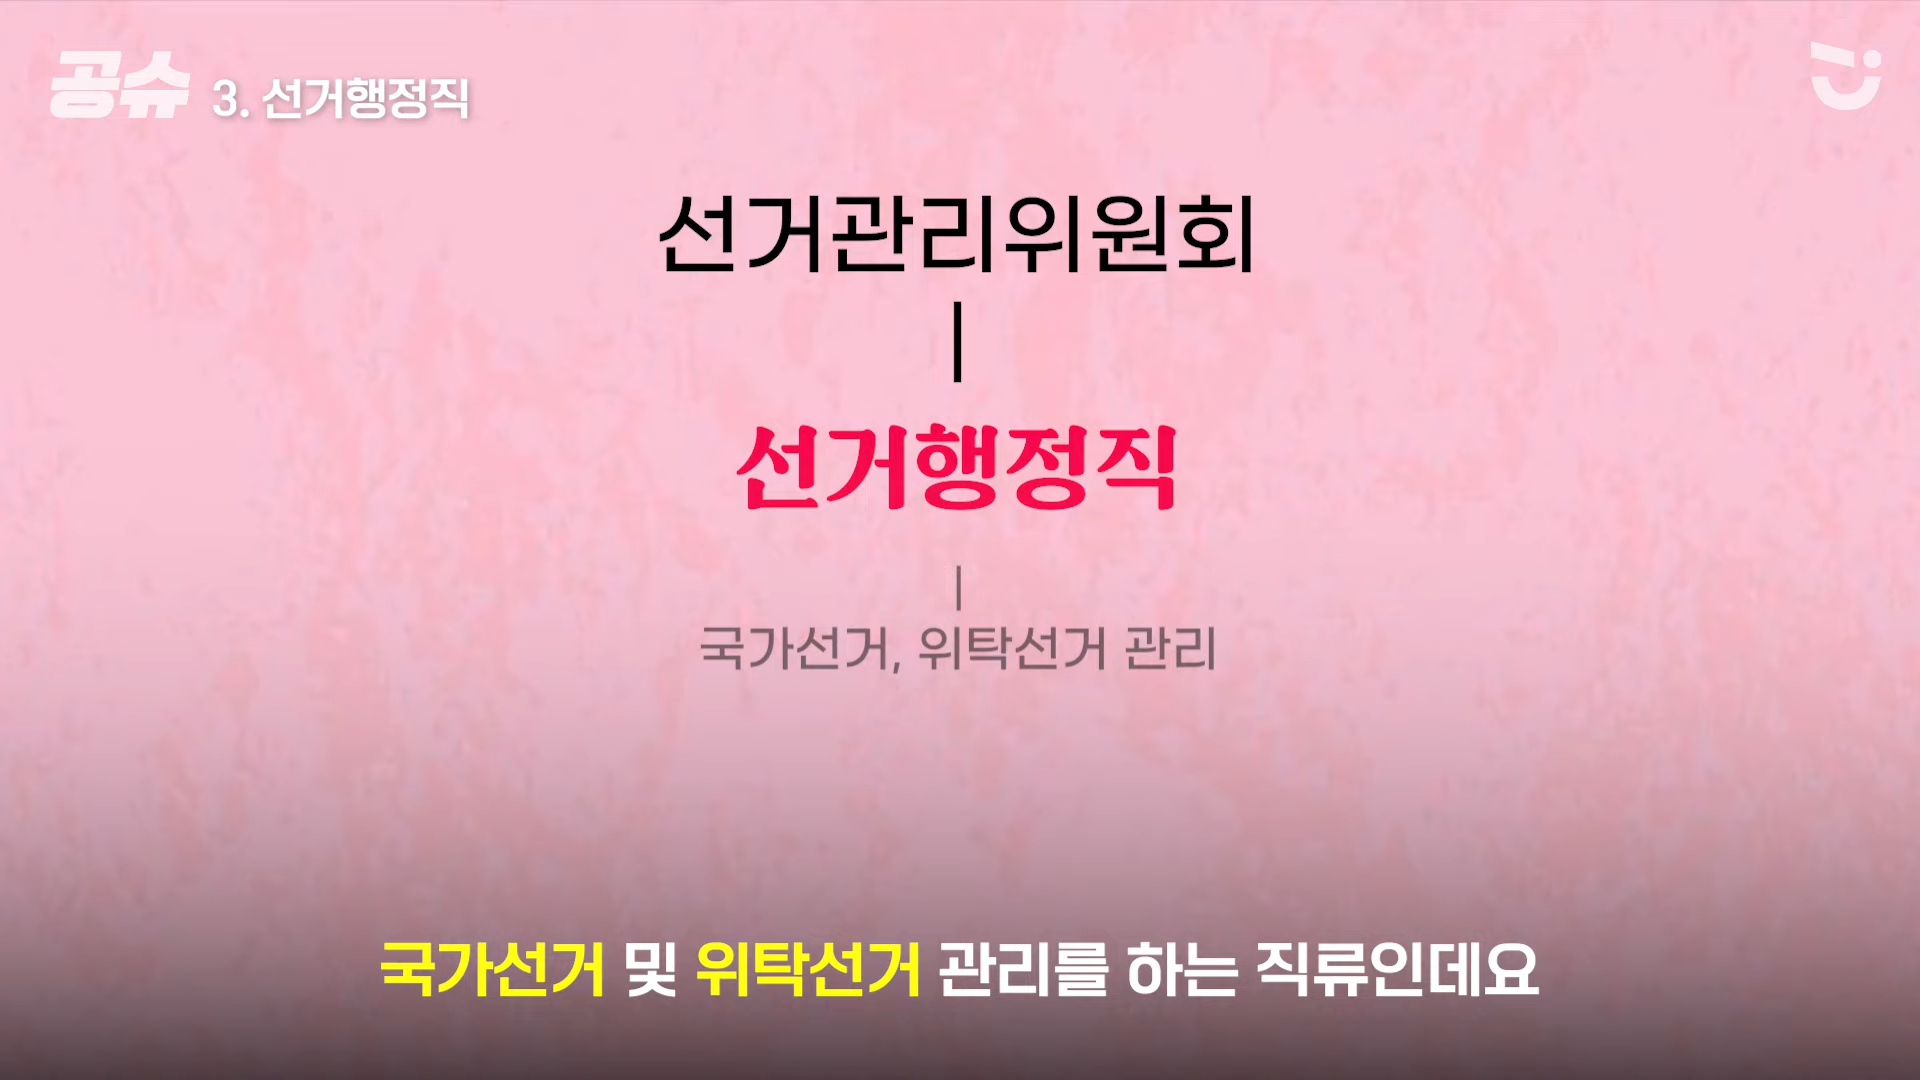 공슈 3. 선거행정직
선거관리위원회
선거행정직
국가선거, 위탁선거 관리
국가선거 및 위탁선거 관리를 하는 직류인데요